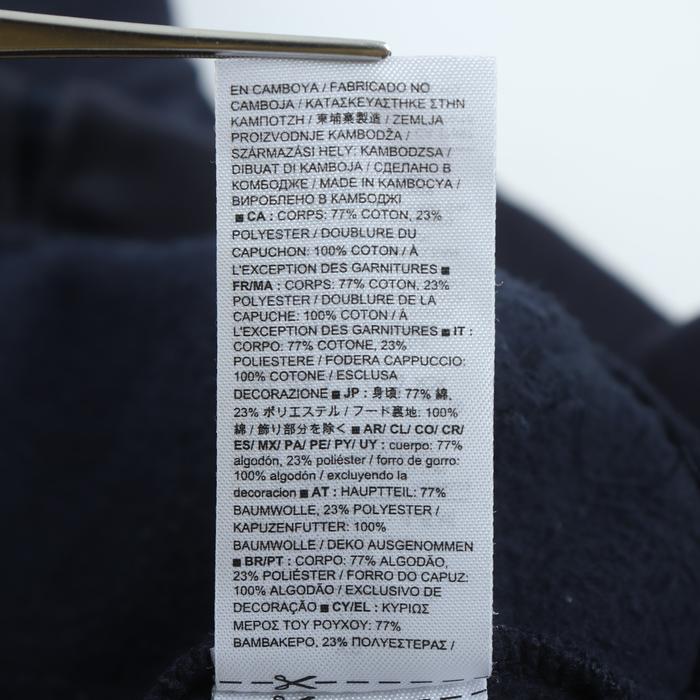 EN CAMBOYA / FABRICADO NO
CAMBOJA / ΚΑΤΑΣΚΕΥΑΣΤΗΚΕ ΣΤΗΝ
ΚΑΜΠΟΤΖΗ / 柬埔寨製造 / ZEMLJA
PROIZVODNJE KAMBODŽA /
SZÁRMAZÁSI HELY: KAMBODZSA /
DIBUAT DI KAMBOJA / СДЕЛАНО В
КОМБОДЖЕ / MADE IN KAMBOCYA /
ВИРОБЛЕНО В КАМБОДЖІ
■ CA : CORPS: 77% COTON, 23%
POLYESTER / DOUBLURE DU
CAPUCHON: 100% COTON / À
L'EXCEPTION DES GARNITURES ■
FR/MA : CORPS: 77% COTON, 23%
POLYESTER / DOUBLURE DE LA
CAPUCHE: 100% COTON / À
L'EXCEPTION DES GARNITURES ■ IT :
CORPO: 77% COTONE, 23%
POLIESTERE / FODERA CAPPUCCIO:
100% COTONE / ESCLUSA
DECORAZIONE ■ JP : 身頃: 77% 綿,
23% ポリエステル / フード裏地: 100%
綿 / 飾り部分を除く ■ AR/ CL/ CO/ CR/
ES/ MX/ PA/ PE/ PY/ UY : cuerpo: 77%
algodón, 23% poliéster / forro de gorro:
100% algodón / excluyendo la
decoracion ■ AT : HAUPTTEIL: 77%
BAUMWOLLE, 23% POLYESTER /
KAPUZENFUTTER: 100%
BAUMWOLLE / DEKO AUSGENOMMEN
■ BR/PT : CORPO: 77% ALGODÃO,
23% POLIÉSTER / FORRO DO CAPUZ:
100% ALGODÃO / EXCLUSIVO DE
DECORAÇÃO ■ CY/EL : ΚΥΡΙΩΣ
ΜΕΡΟΣ ΤΟΥ ΡΟΥΧΟΥ: 77%
ΒΑΜΒΑΚΕΡΟ, 23% ΠΟΛΥΕΣΤΕΡΑΣ /